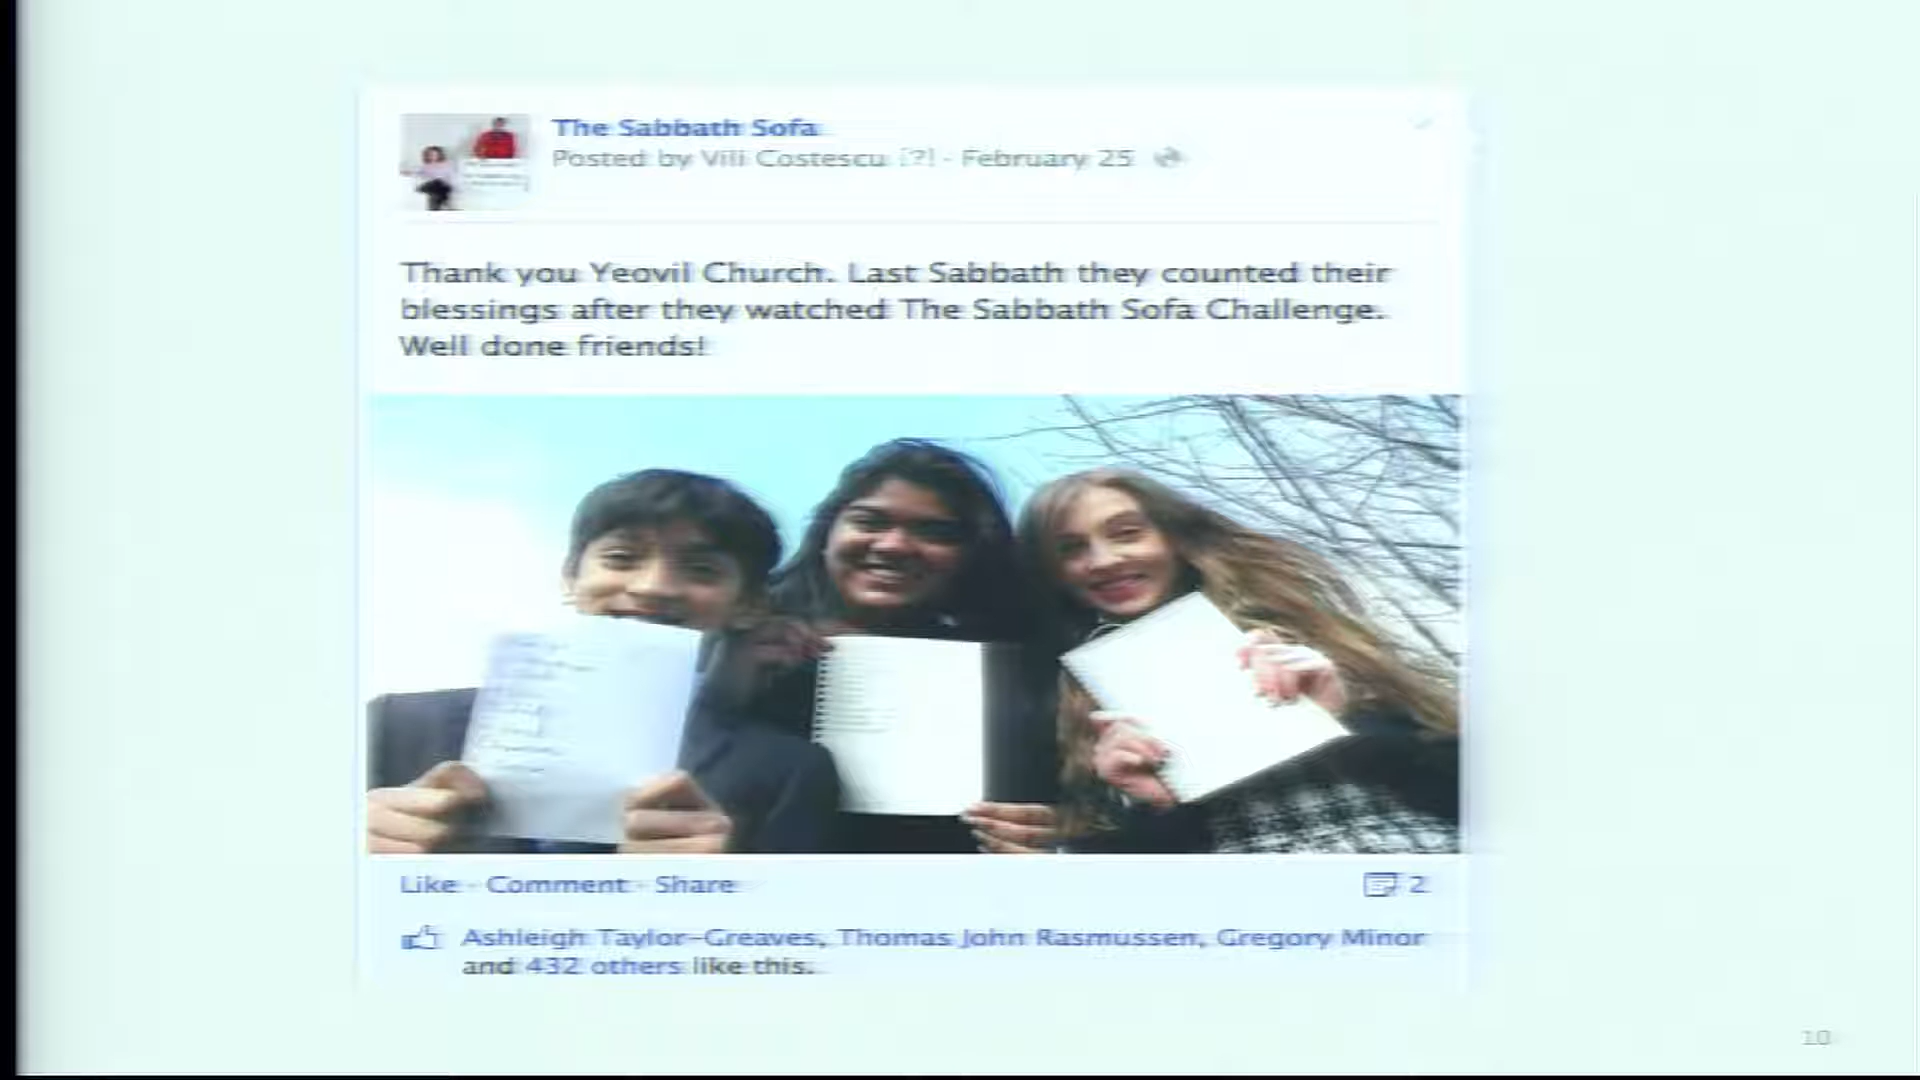 The Sabbath Sofa
Posted by Vili Costescu [?] · February 25
Thank you Yeovil Church. Last Sabbath they counted their
blessings after they watched The Sabbath Sofa Challenge.
Well done friends!
Like · Comment · Share
2
Ashleigh Taylor-Greaves, Thomas John Rasmussen, Gregory Minor
and 432 others like this.
10